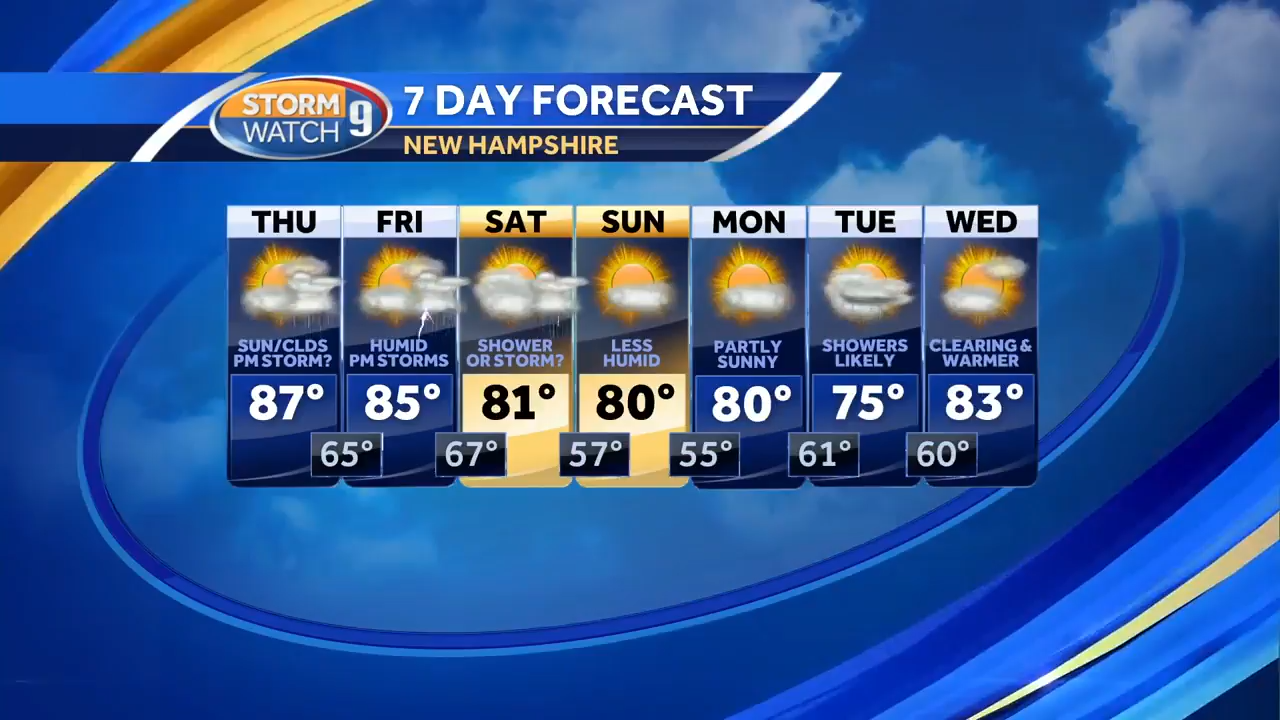 STORM
WATCH 9
7 DAY FORECAST
NEW HAMPSHIRE
THU FRI SAT SUN MON TUE WED
SUN/CLDS HUMID SHOWER LESS PARTLY SHOWERS CLEARING &
PM STORM? PM STORMS OR STORM? HUMID SUNNY LIKELY WARMER
87° 85° 81° 80° 80° 75° 83°
65° 67° 57° 55° 61° 60°